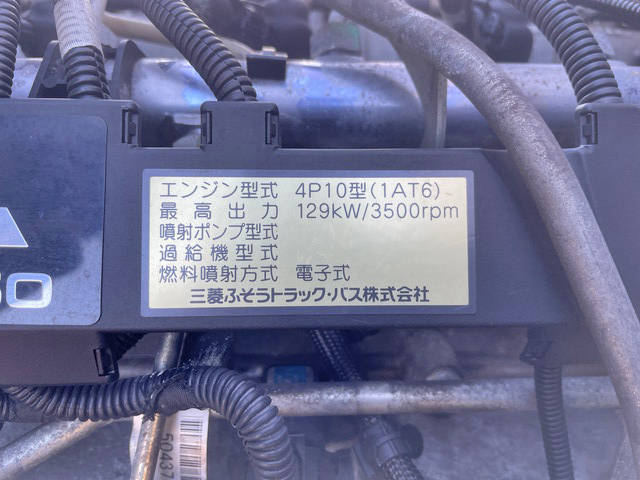 エンジン型式 4P10型(1AT6)
最高出力 129kW/3500rpm
噴射ポンプ型式
過給機型式
燃料噴射方式 電子式
三菱ふそうトラック・バス株式会社
50437